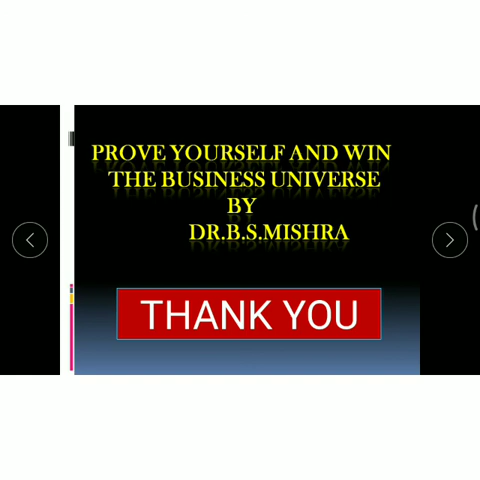 PROVE YOURSELF AND WIN
THE BUSINESS UNIVERSE
BY
DR.B.S.MISHRA
THANK YOU